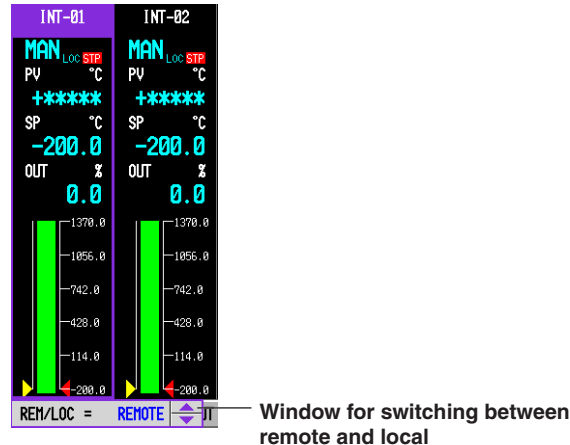 INT-01 INT-02
MAN LOC STP MAN LOC STP
PV °C PV °C
+***** +*****
SP °C SP °C
-200.0 -200.0
OUT % OUT %
0.0 0.0
1370.0 1370.0
1056.0 1056.0
742.0 742.0
428.0 428.0
114.0 114.0
-200.0 -200.0
REM/LOC = REMOTE
Window for switching between
remote and local